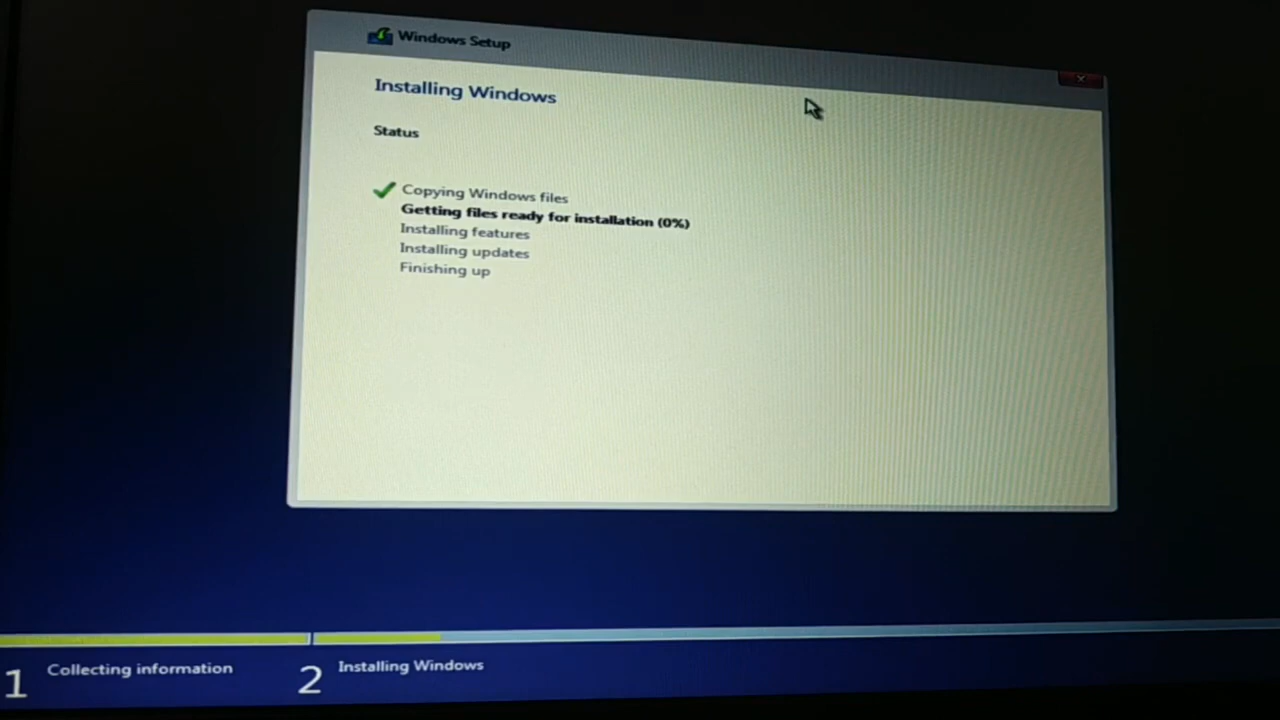 Windows Setup
Installing Windows
Status
Copying Windows files
Getting files ready for installation (0%)
Installing features
Installing updates
Finishing up
1 Collecting information
2 Installing Windows